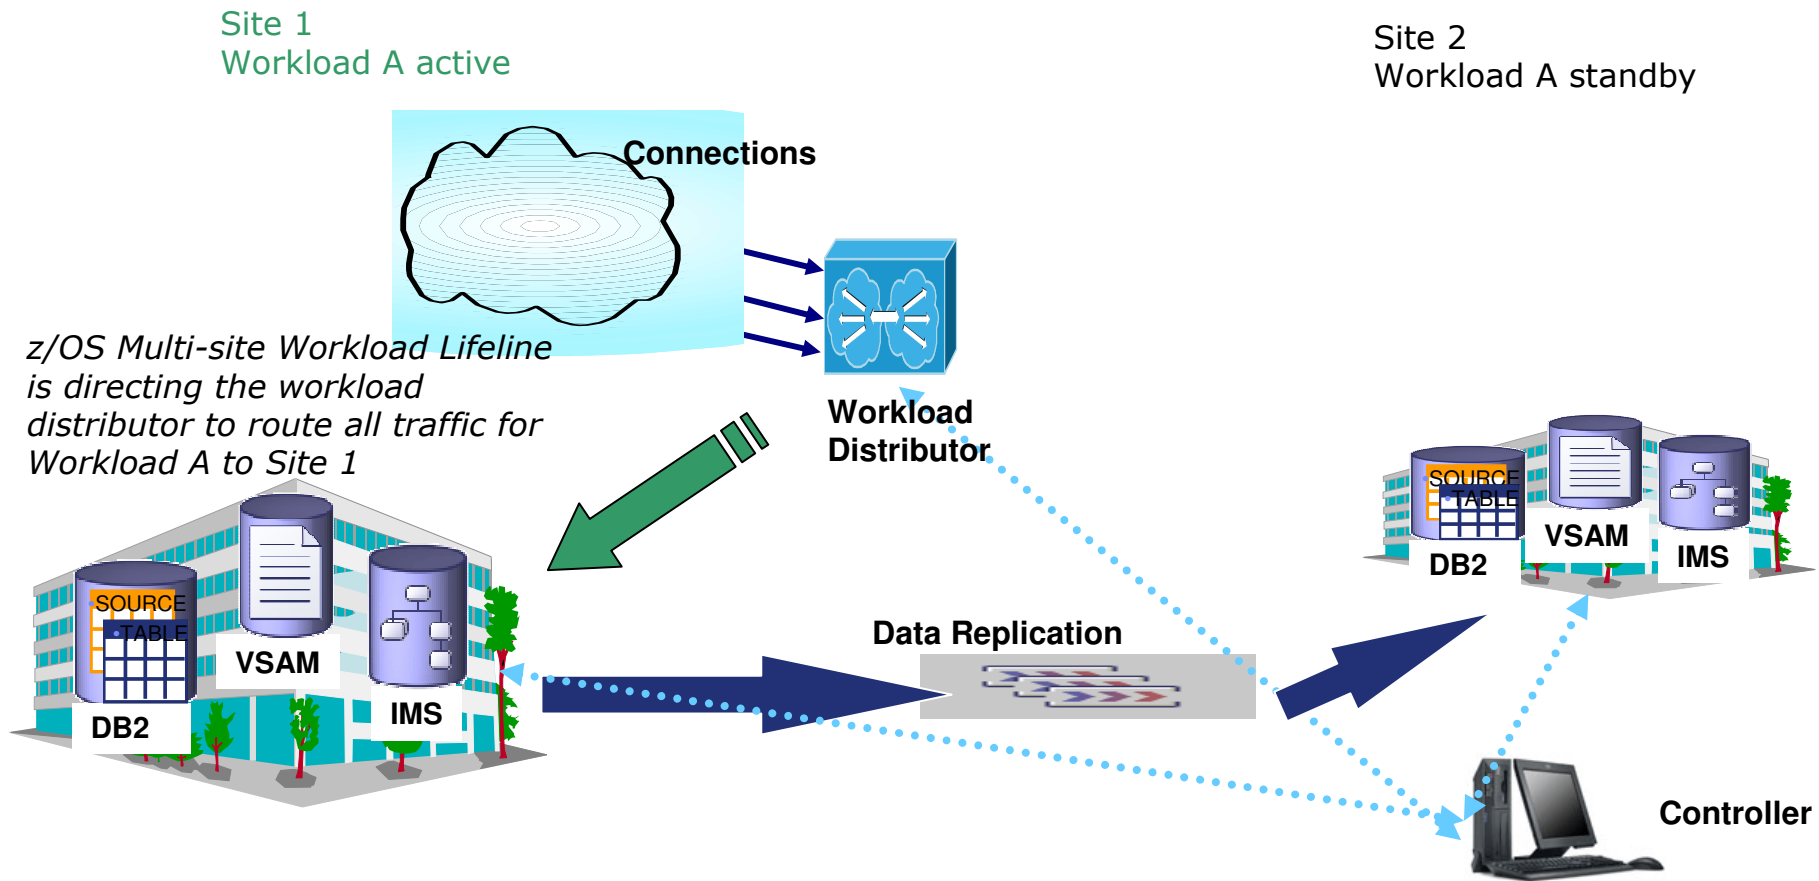 Site 1
Workload A active
Site 2
Workload A standby
Connections
z/OS Multi-site Workload Lifeline
is directing the workload
distributor to route all traffic for
Workload A to Site 1
Workload
Distributor
SOURCE
TABLE
DB2
VSAM
IMS
SOURCE
TABLE
DB2
VSAM
IMS
Data Replication
Controller